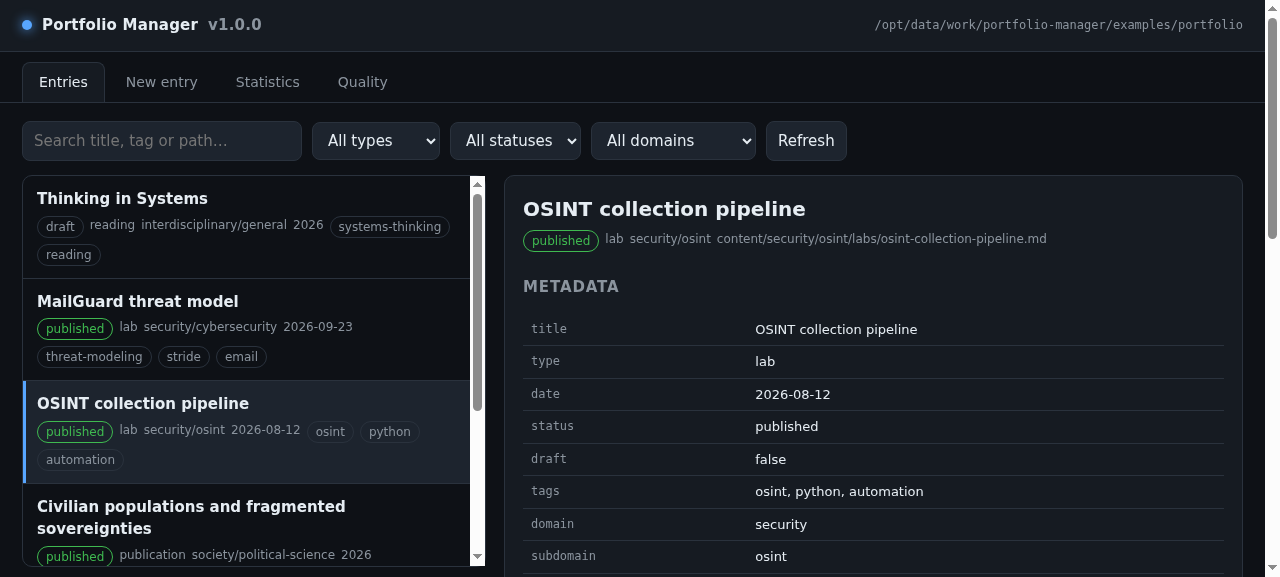 Portfolio Manager v1.0.0
/opt/data/work/portfolio-manager/examples/portfolio
Entries New entry Statistics Quality
Search title, tag or path... All types All statuses All domains Refresh
Thinking in Systems
draft reading interdisciplinary/general 2026 systems-thinking
reading
MailGuard threat model
published lab security/cybersecurity 2026-09-23
threat-modeling stride email
OSINT collection pipeline
published lab security/osint 2026-08-12 osint python
automation
Civilian populations and fragmented
sovereignties
published publication society/political-science 2026
OSINT collection pipeline
published lab security/osint content/security/osint/labs/osint-collection-pipeline.md
METADATA
title OSINT collection pipeline
type lab
date 2026-08-12
status published
draft false
tags osint, python, automation
domain security
subdomain osint